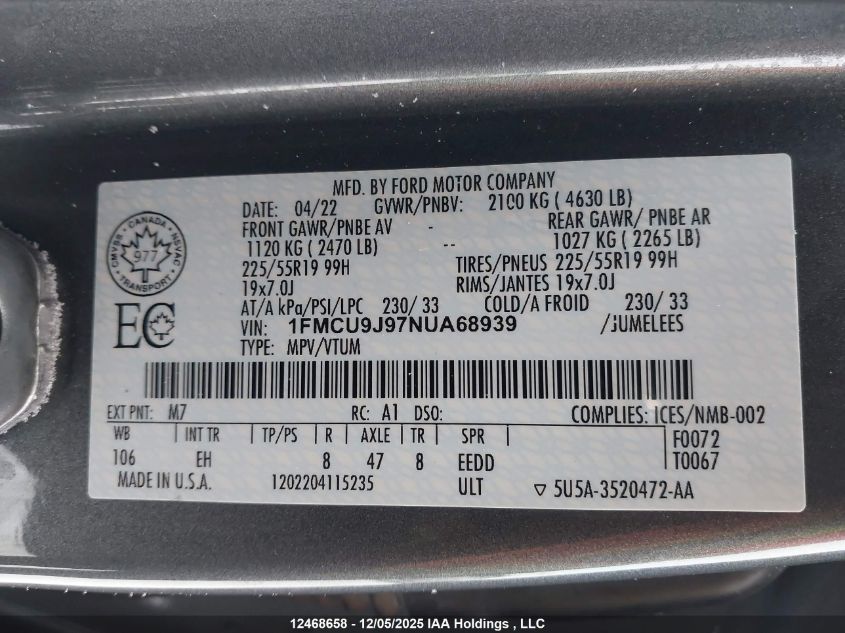 MFD. BY FORD MOTOR COMPANY
DATE: 04/22 GVWR/PNBV: 2100 KG ( 4630 LB)
FRONT GAWR/PNBE AV - REAR GAWR/ PNBE AR
1120 KG ( 2470 LB) -- 1027 KG ( 2265 LB)
225/55R19 99H TIRES/PNEUS 225/55R19 99H
19x7.0J RIMS/JANTES 19x7.0J
AT/A kPa/PSI/LPC 230/ 33 COLD/A FROID 230/ 33
VIN: 1FMCU9J97NUA68939 /JUMELEES
TYPE: MPV/VTUM
CANADA
CMVSS NSVAC
977
TRANSPORT
EC
EXT PNT: M7 RC: A1 DSO: COMPLIES: ICES/NMB-002
WB INT TR TP/PS R AXLE TR SPR F0072
106 EH 8 47 8 EEDD T0067
MADE IN U.S.A. 1202204115235 ULT ▽ 5U5A-3520472-AA
12468658 - 12/05/2025 IAA Holdings , LLC